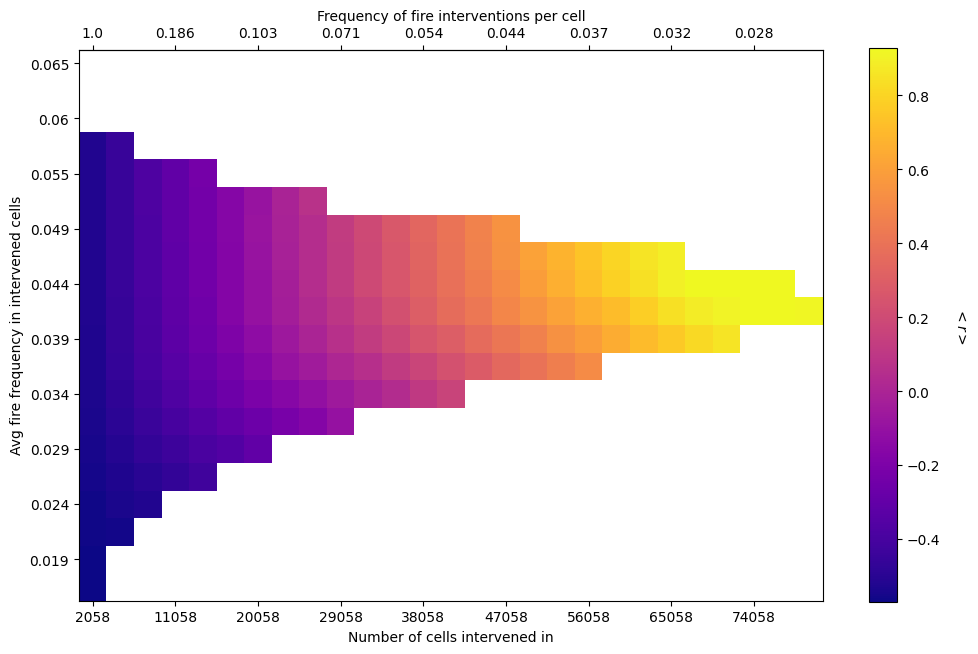 Frequency of fire interventions per cell
1.0 0.186 0.103 0.071 0.054 0.044 0.037 0.032 0.028
0.065
0.06
0.055
0.049
0.044
0.039
0.034
0.029
0.024
0.019
Avg fire frequency in intervened cells
2058 11058 20058 29058 38058 47058 56058 65058 74058
Number of cells intervened in
0.8
0.6
0.4
0.2
0.0
−0.2
−0.4
< r >